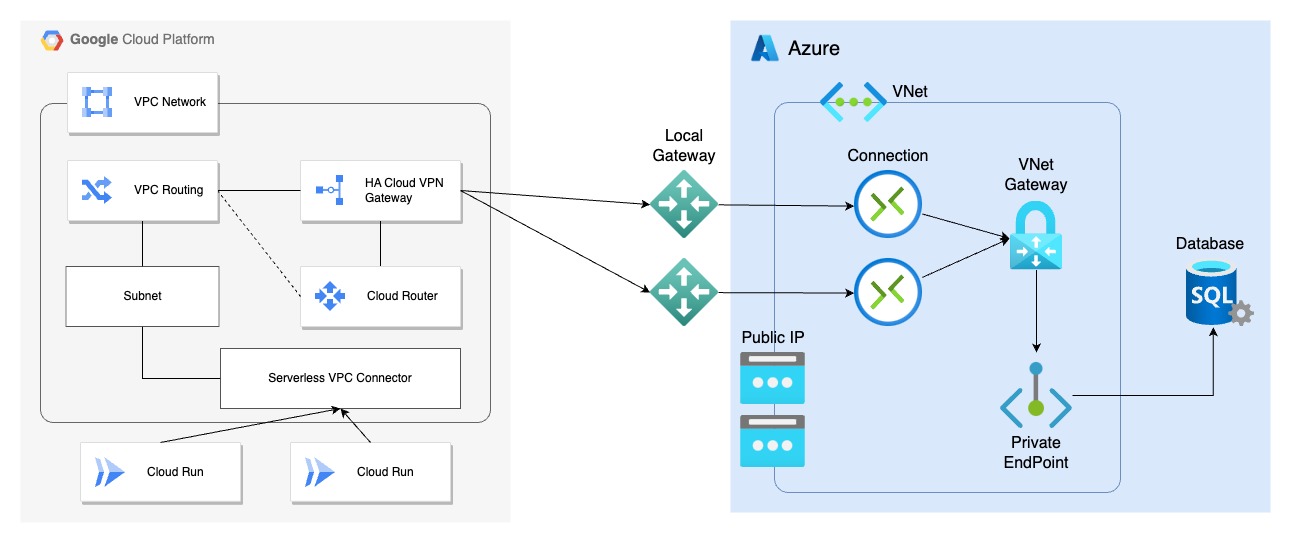 Google Cloud Platform
VPC Network
VPC Routing
HA Cloud VPN
Gateway
Subnet
Cloud Router
Serverless VPC Connector
Cloud Run
Cloud Run
Local
Gateway
Azure
VNet
Connection
VNet
Gateway
Database
SQL
Public IP
Private
EndPoint